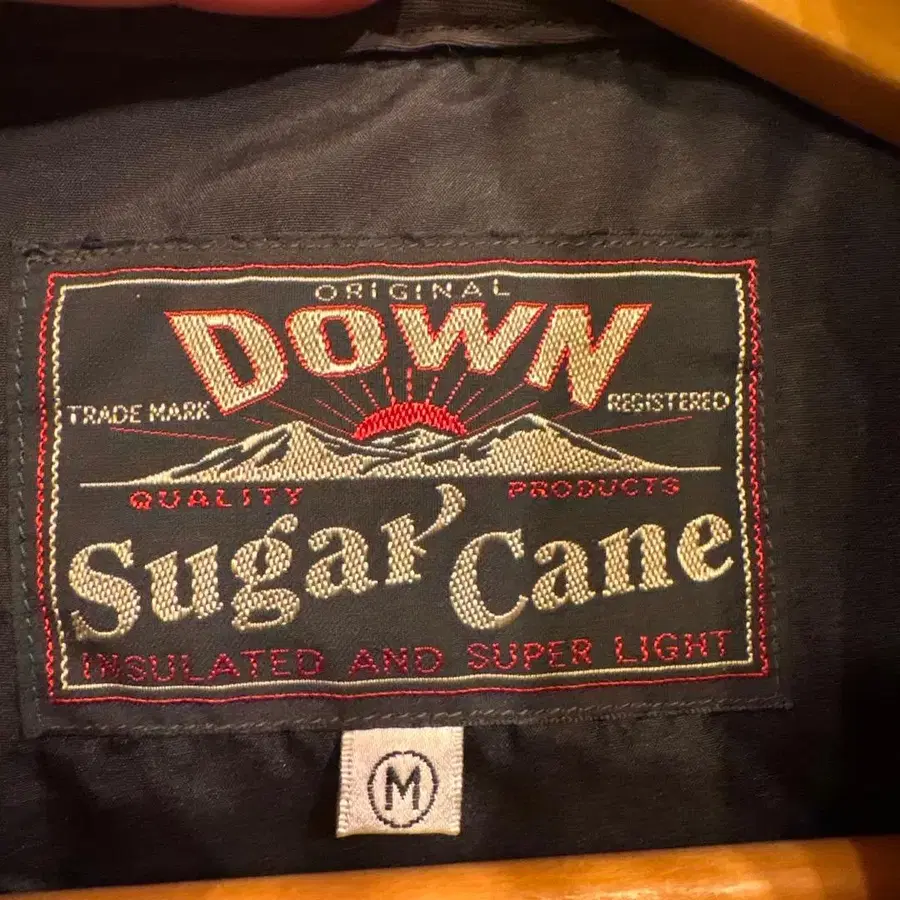 ORIGINAL
DOWN
TRADE MARK REGISTERED
QUALITY PRODUCTS
Sugar Cane
INSULATED AND SUPER LIGHT
M